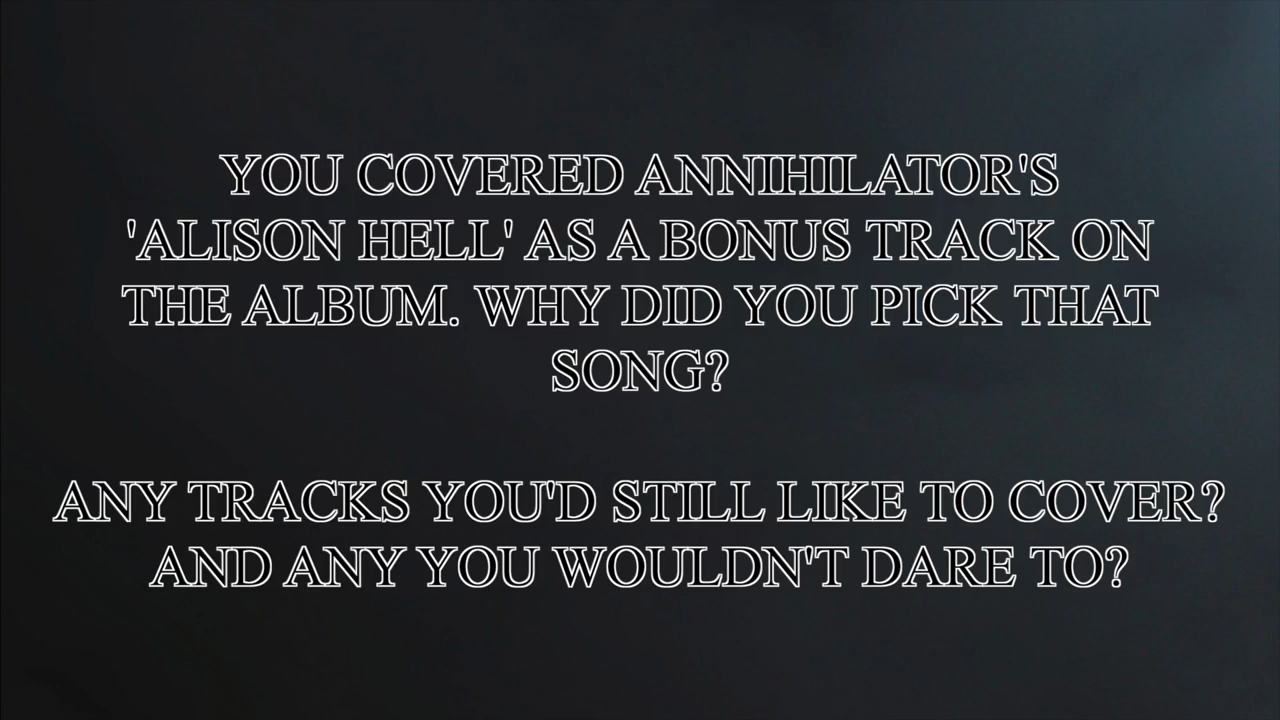 YOU COVERED ANNIHILATOR'S
'ALISON HELL' AS A BONUS TRACK ON
THE ALBUM. WHY DID YOU PICK THAT
SONG?
ANY TRACKS YOU'D STILL LIKE TO COVER?
AND ANY YOU WOULDN'T DARE TO?